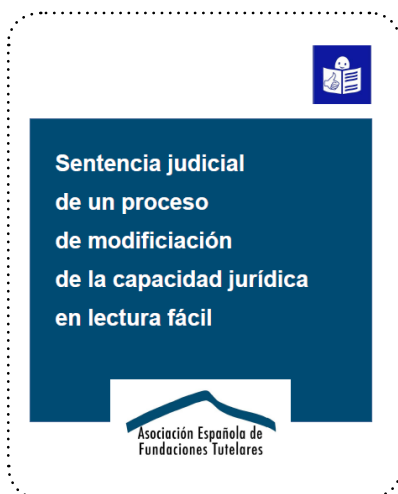 Sentencia judicial
de un proceso
de modificiación
de la capacidad jurídica
en lectura fácil
Asociación Española de
Fundaciones Tutelares